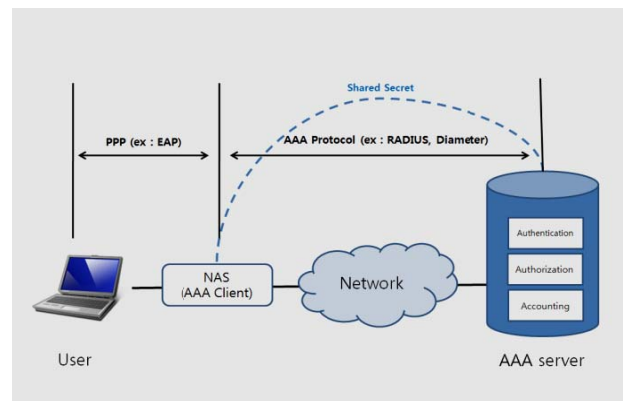 Shared Secret
PPP (ex : EAP)
AAA Protocol (ex : RADIUS, Diameter)
Authentication
Authorization
Accounting
NAS
(AAA Client)
Network
User
AAA server